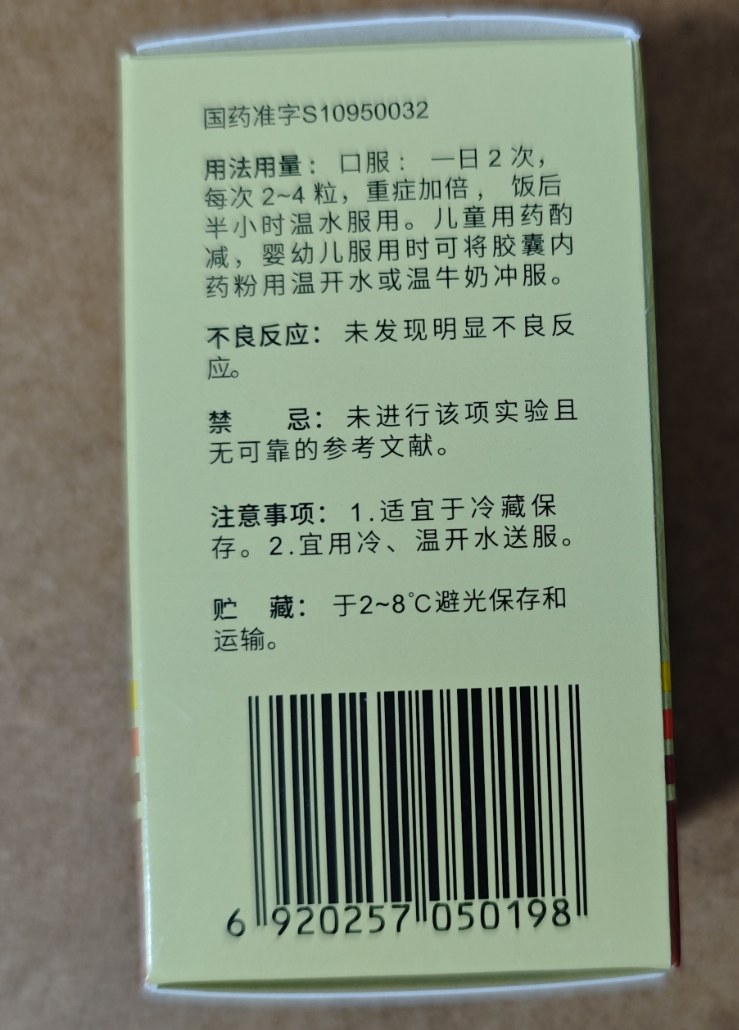 国药准字S10950032
用法用量： 口服： 一日2次，
每次2~4粒，重症加倍， 饭后
半小时温水服用。儿童用药酌
减，婴幼儿服用时可将胶囊内
药粉用温开水或温牛奶冲服。
不良反应： 未发现明显不良反
应。
禁 忌： 未进行该项实验且
无可靠的参考文献。
注意事项： 1.适宜于冷藏保
存。2.宜用冷、温开水送服。
贮 藏： 于2~8℃避光保存和
运输。
6 920257 050198